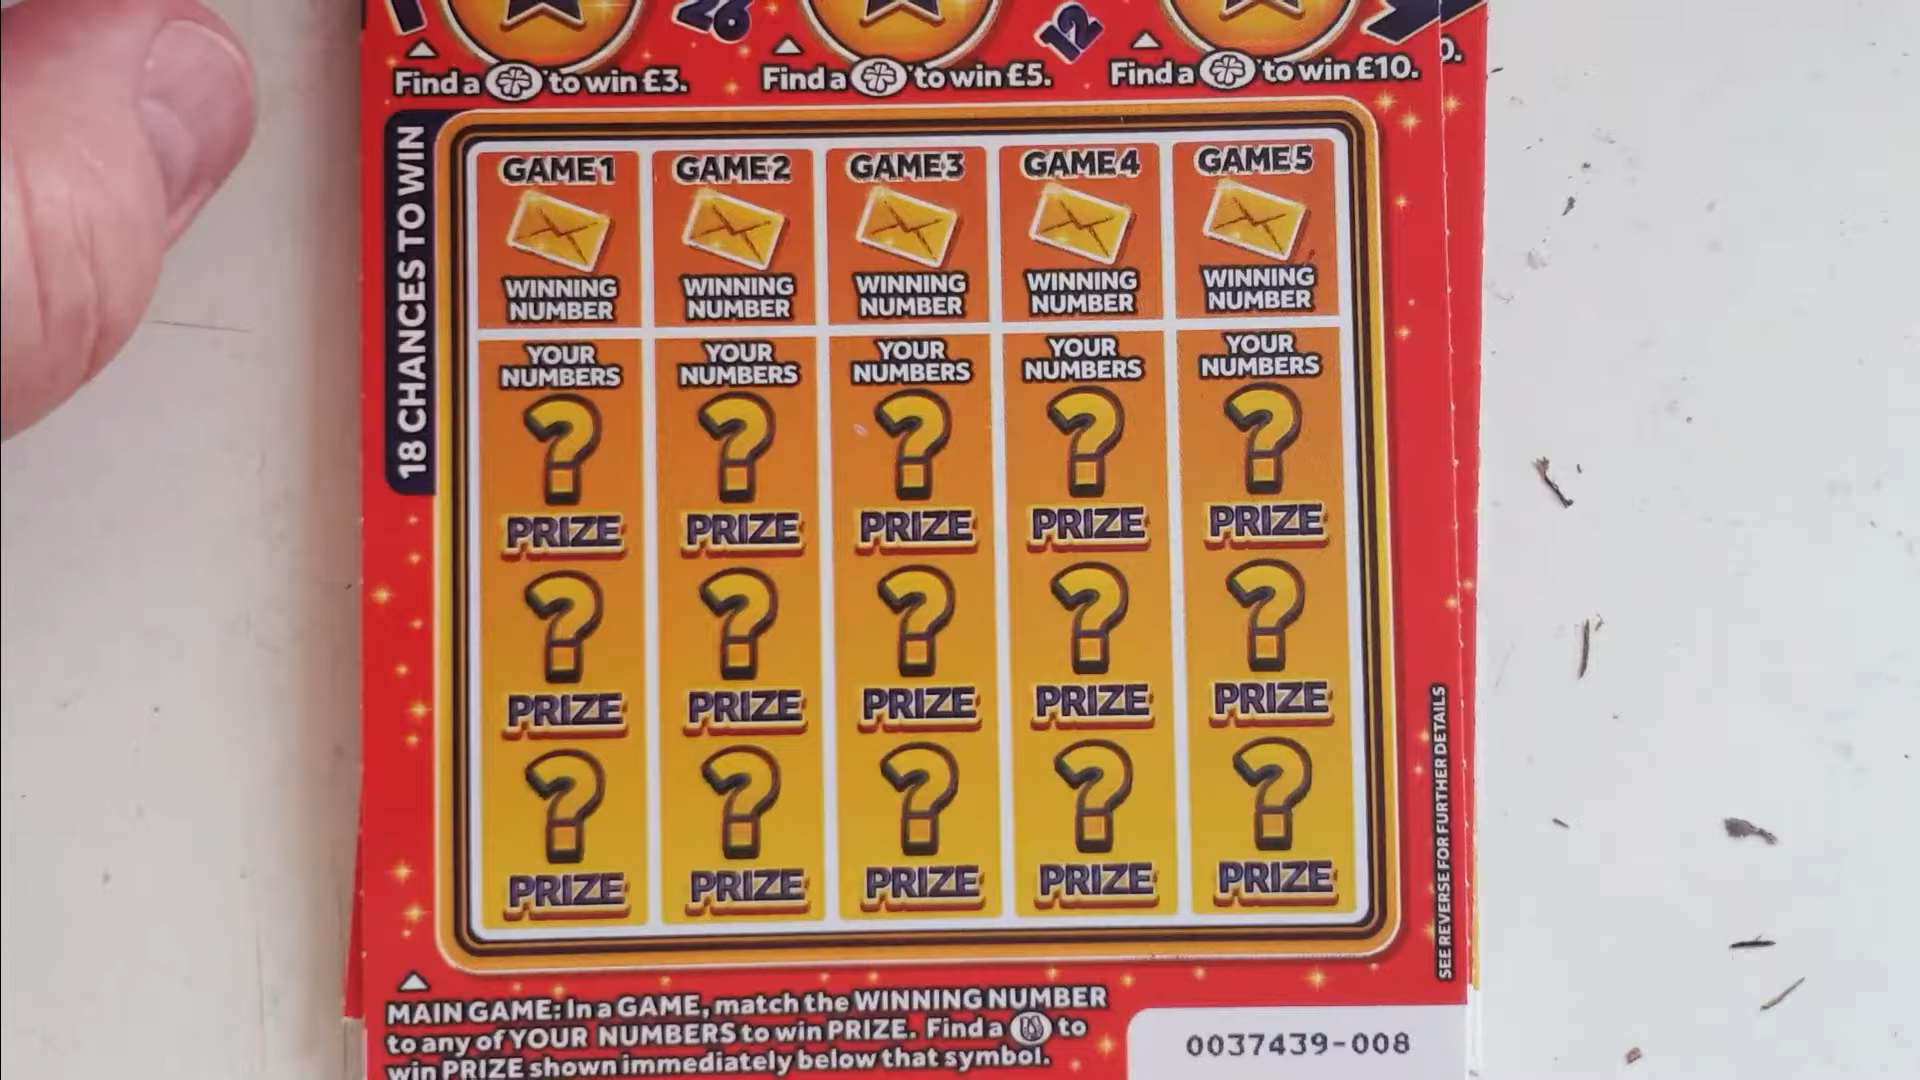 26
12
Find a to win £3.
Find a to win £5.
Find a to win £10.
0.
18 CHANCES TO WIN
GAME 1
GAME 2
GAME 3
GAME 4
GAME 5
WINNING NUMBER
WINNING NUMBER
WINNING NUMBER
WINNING NUMBER
WINNING NUMBER
YOUR NUMBERS
YOUR NUMBERS
YOUR NUMBERS
YOUR NUMBERS
YOUR NUMBERS
? ? ? ? ?
PRIZE PRIZE PRIZE PRIZE PRIZE
? ? ? ? ?
PRIZE PRIZE PRIZE PRIZE PRIZE
? ? ? ? ?
PRIZE PRIZE PRIZE PRIZE PRIZE
SEE REVERSE FOR FURTHER DETAILS
MAIN GAME: In a GAME, match the WINNING NUMBER
to any of YOUR NUMBERS to win PRIZE. Find a to
win PRIZE shown immediately below that symbol.
0037439-008